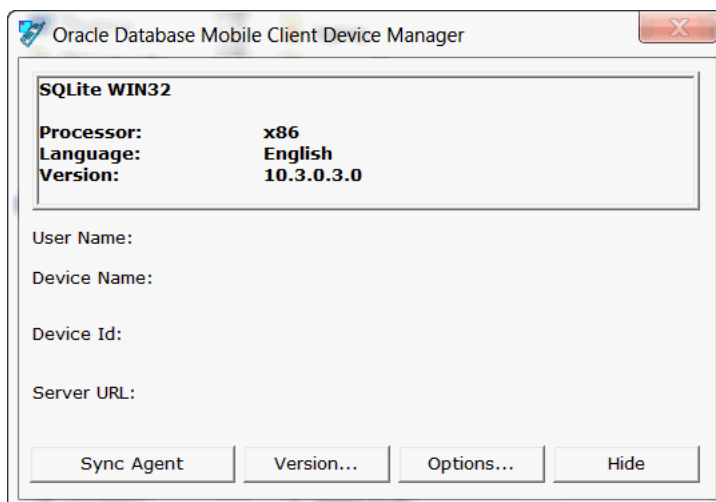 Oracle Database Mobile Client Device Manager
SQLite WIN32
Processor: x86
Language: English
Version: 10.3.0.3.0
User Name:
Device Name:
Device Id:
Server URL:
Sync Agent Version... Options... Hide